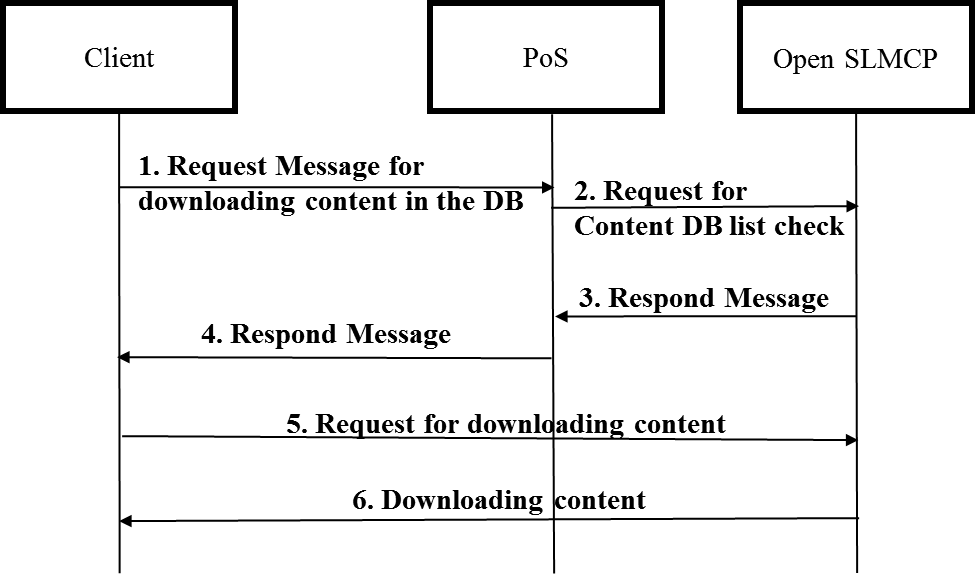 Client
PoS
Open SLMCP
1. Request Message for
downloading content in the DB
2. Request for
Content DB list check
3. Respond Message
4. Respond Message
5. Request for downloading content
6. Downloading content